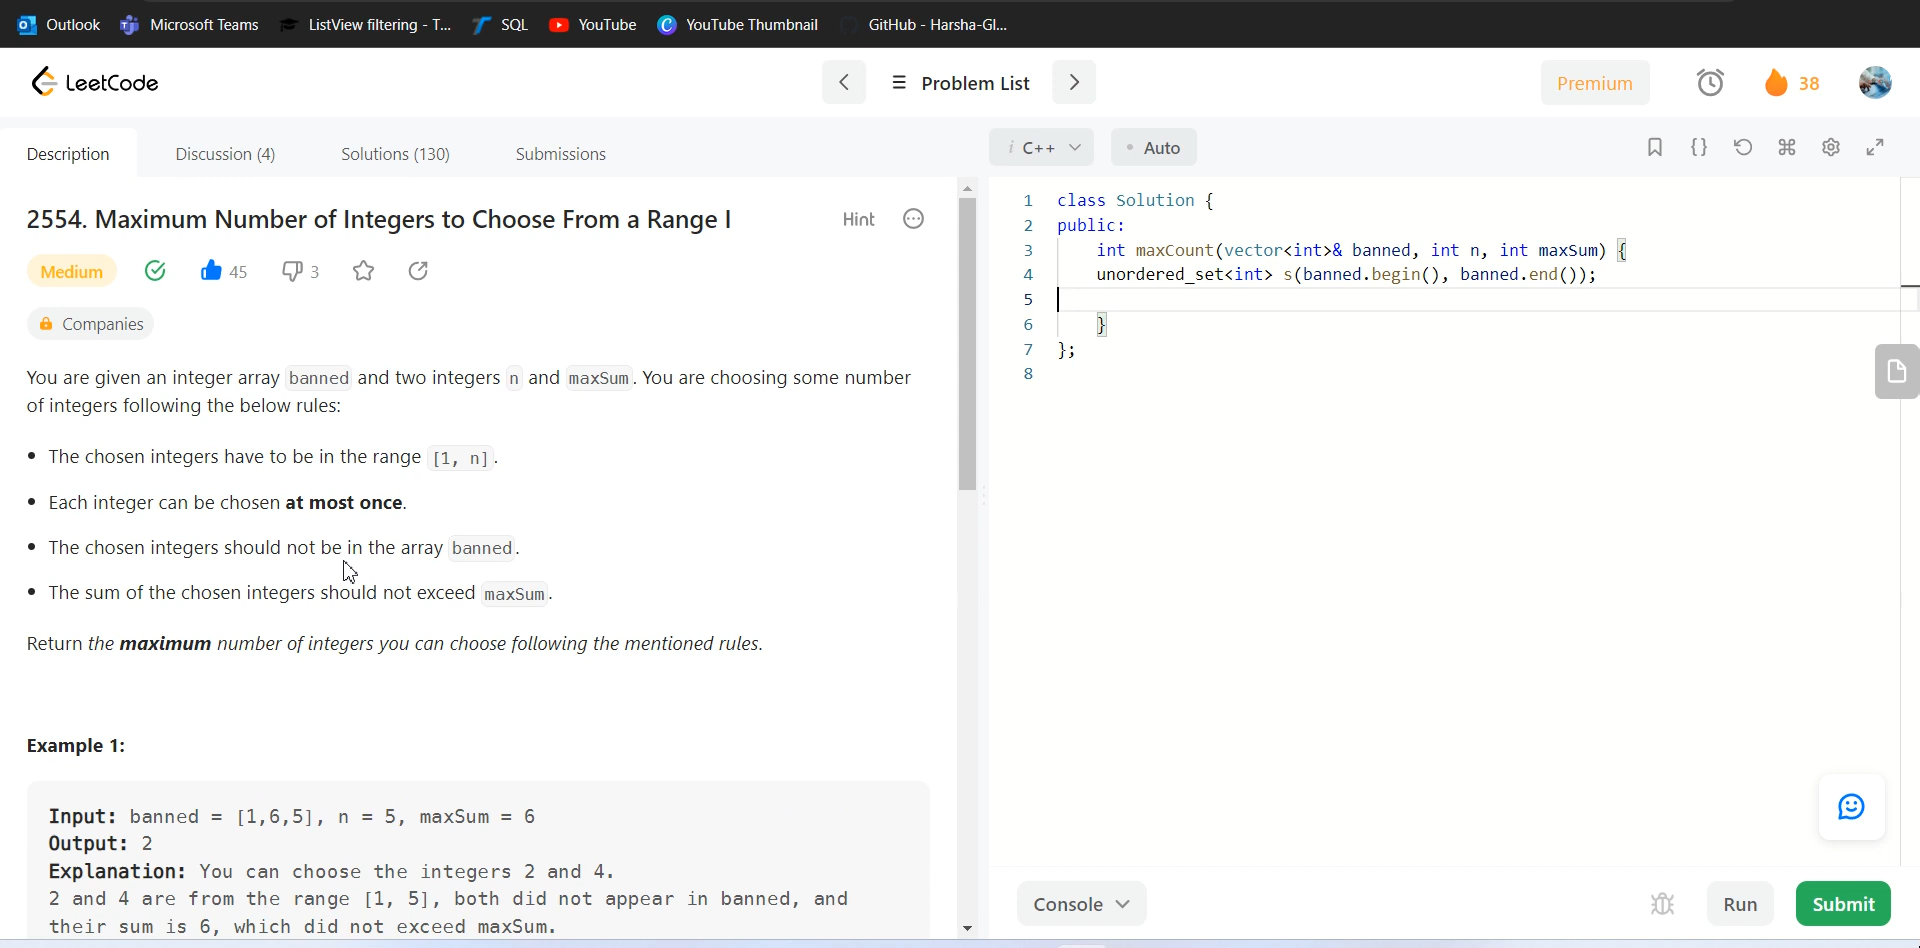 Outlook Microsoft Teams ListView filtering - T... SQL YouTube YouTube Thumbnail GitHub - Harsha-Gl...
LeetCode Problem List Premium 38
Description Discussion (4) Solutions (130) Submissions
i C++ • Auto
2554. Maximum Number of Integers to Choose From a Range I Hint
Medium 45 3
Companies
You are given an integer array banned and two integers n and maxSum. You are choosing some number
of integers following the below rules:
• The chosen integers have to be in the range [1, n].
• Each integer can be chosen at most once.
• The chosen integers should not be in the array banned.
• The sum of the chosen integers should not exceed maxSum.
Return the maximum number of integers you can choose following the mentioned rules.
Example 1:
Input: banned = [1,6,5], n = 5, maxSum = 6
Output: 2
Explanation: You can choose the integers 2 and 4.
2 and 4 are from the range [1, 5], both did not appear in banned, and
their sum is 6, which did not exceed maxSum.
1 class Solution {
2 public:
3 int maxCount(vector<int>& banned, int n, int maxSum) {
4 unordered_set<int> s(banned.begin(), banned.end());
5
6 }
7 };
8
Console Run Submit